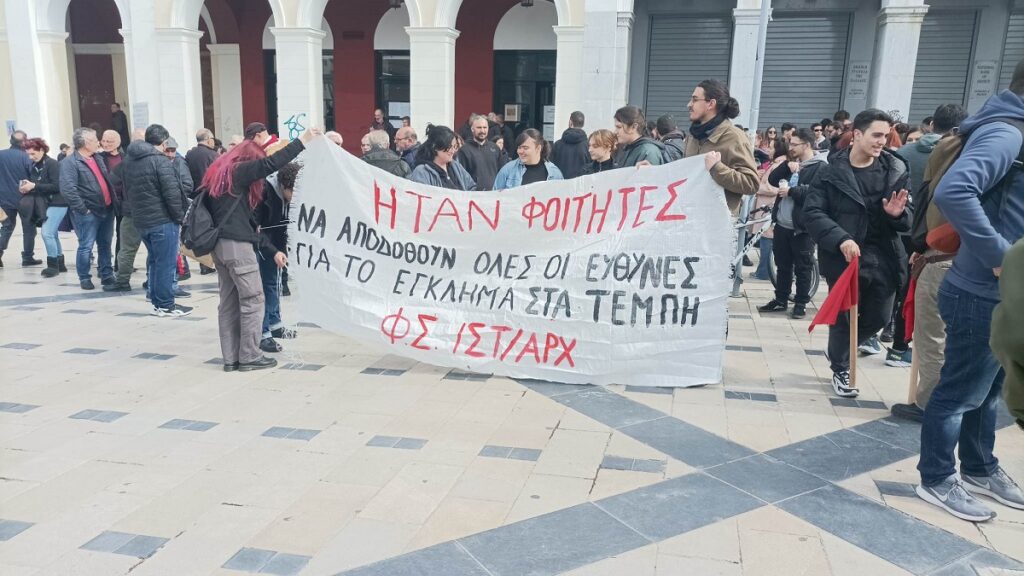 ΗΤΑΝ ΦΟΙΤΗΤΕΣ
ΝΑ ΑΠΟΔΟΘΟΥΝ ΟΛΕΣ ΟΙ ΕΥΘΥΝΕΣ
ΓΙΑ ΤΟ ΕΓΚΛΗΜΑ ΣΤΑ ΤΕΜΠΗ
ΦΣ. ΙΣΤ/ΑΡΧ